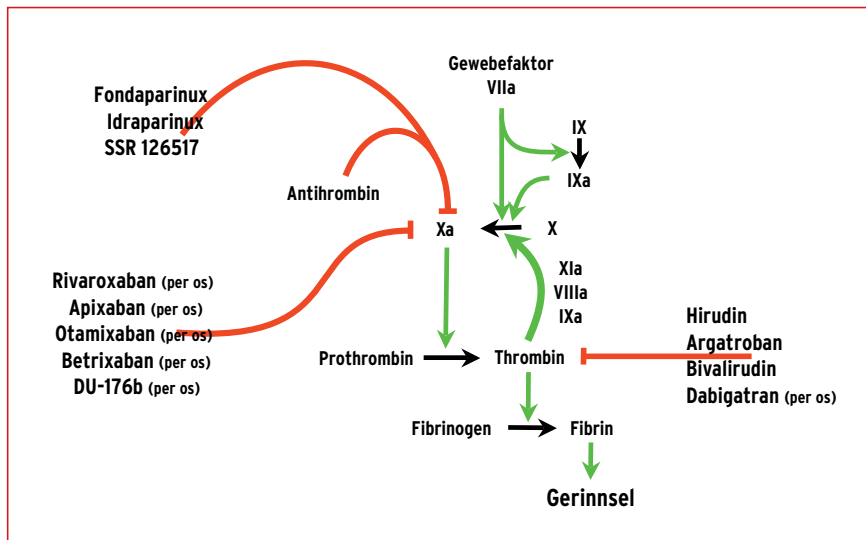 Gewebefaktor
VIIa
Fondaparinux
Idraparinux
SSR 126517
IX
IXa
Antihrombin
Xa
X
XIa
VIIIa
IXa
Rivaroxaban (per os)
Apixaban (per os)
Otamixaban (per os)
Betrixaban (per os)
DU-176b (per os)
Prothrombin
Thrombin
Hirudin
Argatroban
Bivalirudin
Dabigatran (per os)
Fibrinogen
Fibrin
Gerinnsel